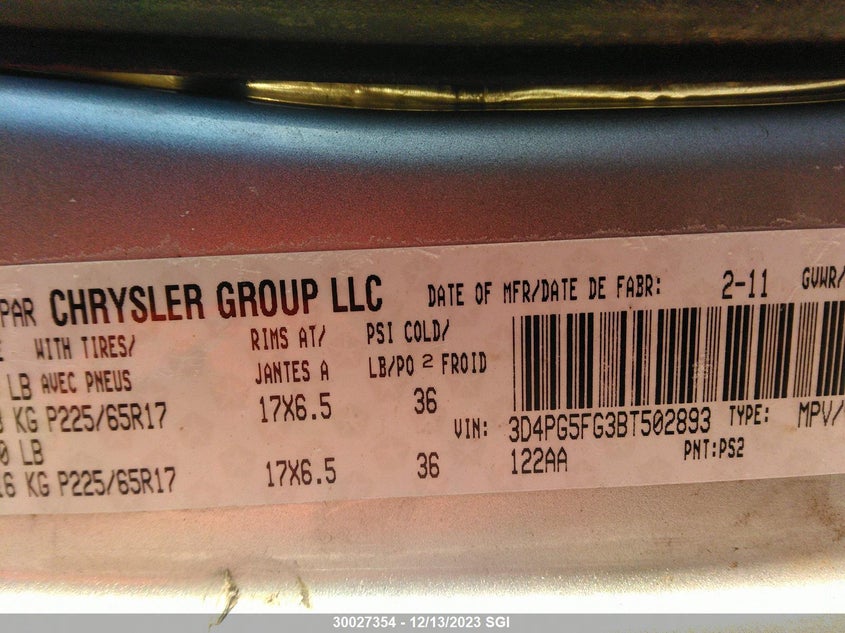 PAR CHRYSLER GROUP LLC DATE OF MFR/DATE DE FABR: 2-11 GVWR/
WITH TIRES/ RIMS AT/ PSI COLD/
LB AVEC PNEUS JANTES A LB/PO 2 FROID
KG P225/65R17 17X6.5 36 VIN: 3D4PG5FG3BT502893 TYPE: MPV/
0 LB 122AA PNT:PS2
16 KG P225/65R17 17X6.5 36
30027354 - 12/13/2023 SGI